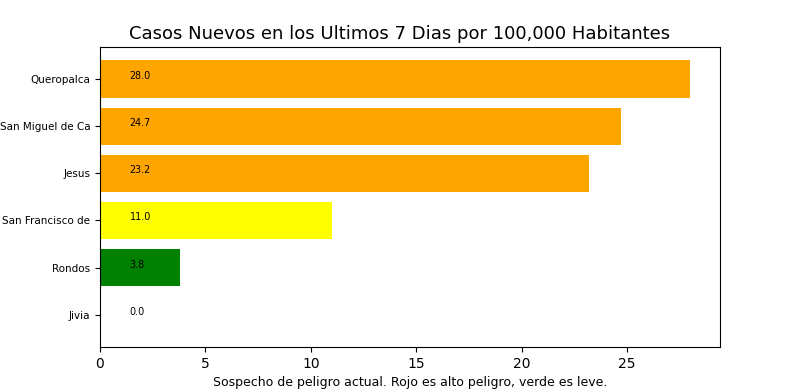 Casos Nuevos en los Ultimos 7 Dias por 100,000 Habitantes
Queropalca 28.0
San Miguel de Ca 24.7
Jesus 23.2
San Francisco de 11.0
Rondos 3.8
Jivia 0.0
0 5 10 15 20 25
Sospecho de peligro actual. Rojo es alto peligro, verde es leve.